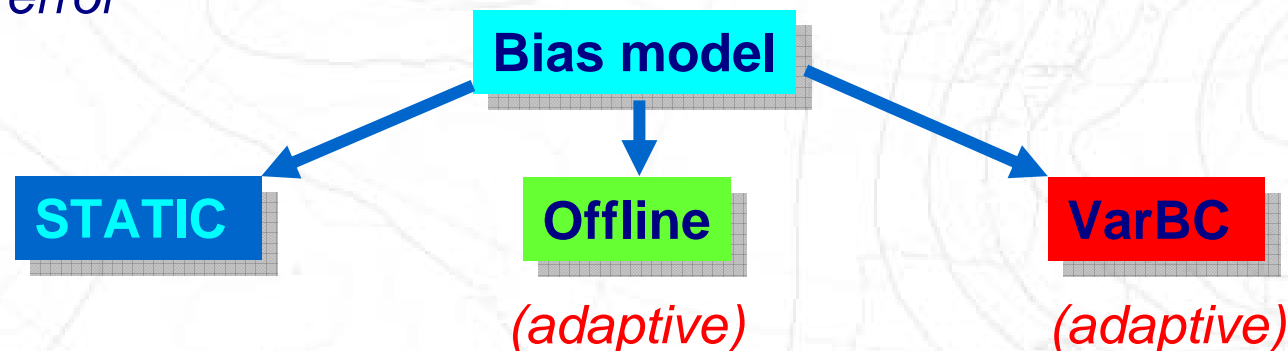 error
Bias model
STATIC
Offline
VarBC
(adaptive)
(adaptive)